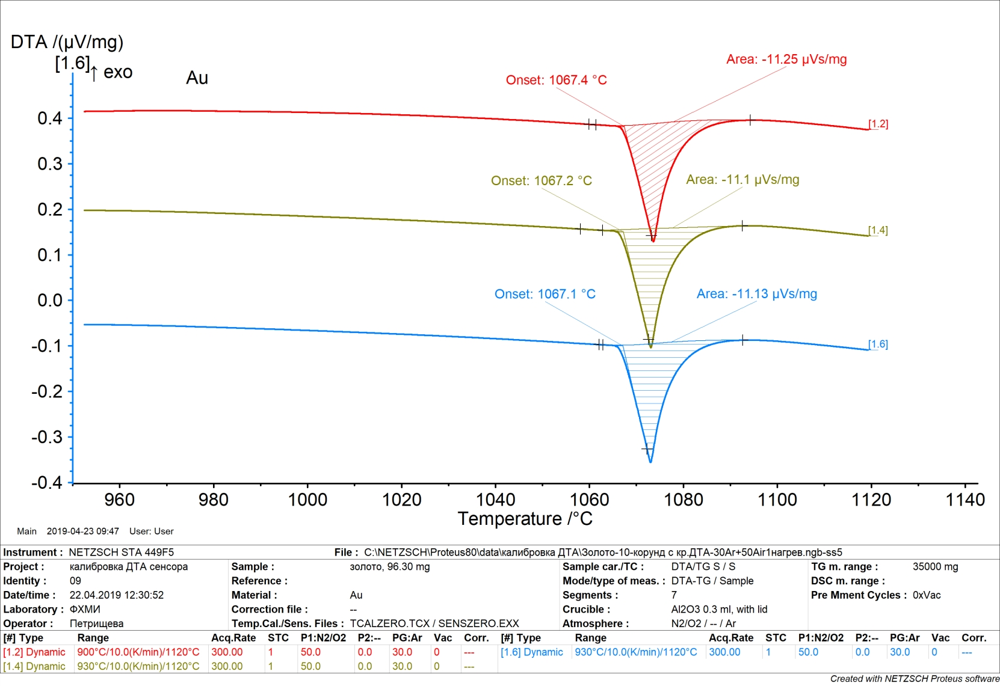 DTA /(µV/mg)
[1.6] ↑ exo
Au
Area: -11.25 µVs/mg
Onset: 1067.4 °C
[1.2]
Onset: 1067.2 °C
Area: -11.1 µVs/mg
[1.4]
Onset: 1067.1 °C
Area: -11.13 µVs/mg
[1.6]
0.4
0.3
0.2
0.1
0.0
-0.1
-0.2
-0.3
-0.4
960 980 1000 1020 1040 1060 1080 1100 1120 1140
Temperature /°C
Main 2019-04-23 09:47 User: User
Instrument : NETZSCH STA 449F5 File : C:\NETZSCH\Proteus80\data\калибровка ДТА\Золото-10-корунд с кр.ДТА-30Ar+50Air1нагрев.ngb-ss5
Project : калибровка ДТА сенсора Sample : золото, 96.30 mg Sample car./TC : DTA/TG S / S TG m. range : 35000 mg
Identity : 09 Reference : Mode/type of meas. : DTA-TG / Sample DSC m. range :
Date/time : 22.04.2019 12:30:52 Material : Au Segments : 7 Pre Mment Cycles : 0xVac
Laboratory : ФХМИ Correction file : -- Crucible : Al2O3 0.3 ml, with lid
Operator : Петрищева Temp.Cal./Sens. Files : TCALZERO.TCX / SENSZERO.EXX Atmosphere : N2/O2 / -- / Ar
[#] Type Range Acq.Rate STC P1:N2/O2 P2:-- PG:Ar Vac Corr. [#] Type Range Acq.Rate STC P1:N2/O2 P2:-- PG:Ar Vac Corr.
[1.2] Dynamic 900°C/10.0(K/min)/1120°C 300.00 1 50.0 0.0 30.0 0 --- [1.6] Dynamic 930°C/10.0(K/min)/1120°C 300.00 1 50.0 0.0 30.0 0 ---
[1.4] Dynamic 930°C/10.0(K/min)/1120°C 300.00 1 50.0 0.0 30.0 0 ---
Created with NETZSCH Proteus software